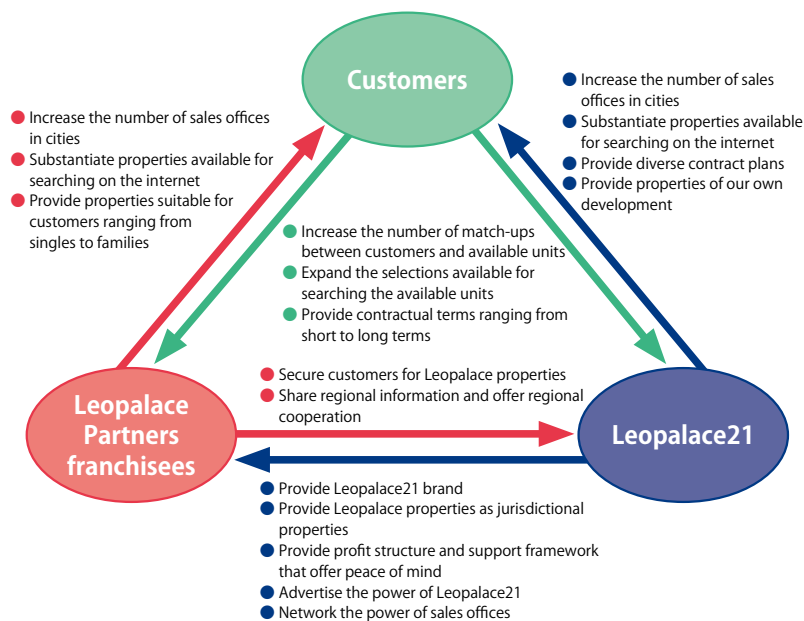 Customers
● Increase the number of sales offices
in cities
● Substantiate properties available for
searching on the internet
● Provide properties suitable for
customers ranging from
singles to families
● Increase the number of sales
offices in cities
● Substantiate properties available
for searching on the internet
● Provide diverse contract plans
● Provide properties of our own
development
● Increase the number of match-ups
between customers and available units
● Expand the selections available for
searching the available units
● Provide contractual terms ranging from
short to long terms
● Secure customers for Leopalace properties
● Share regional information and offer regional
cooperation
Leopalace
Partners
franchisees
Leopalace21
● Provide Leopalace21 brand
● Provide Leopalace properties as jurisdictional
properties
● Provide profit structure and support framework
that offer peace of mind
● Advertise the power of Leopalace21
● Network the power of sales offices